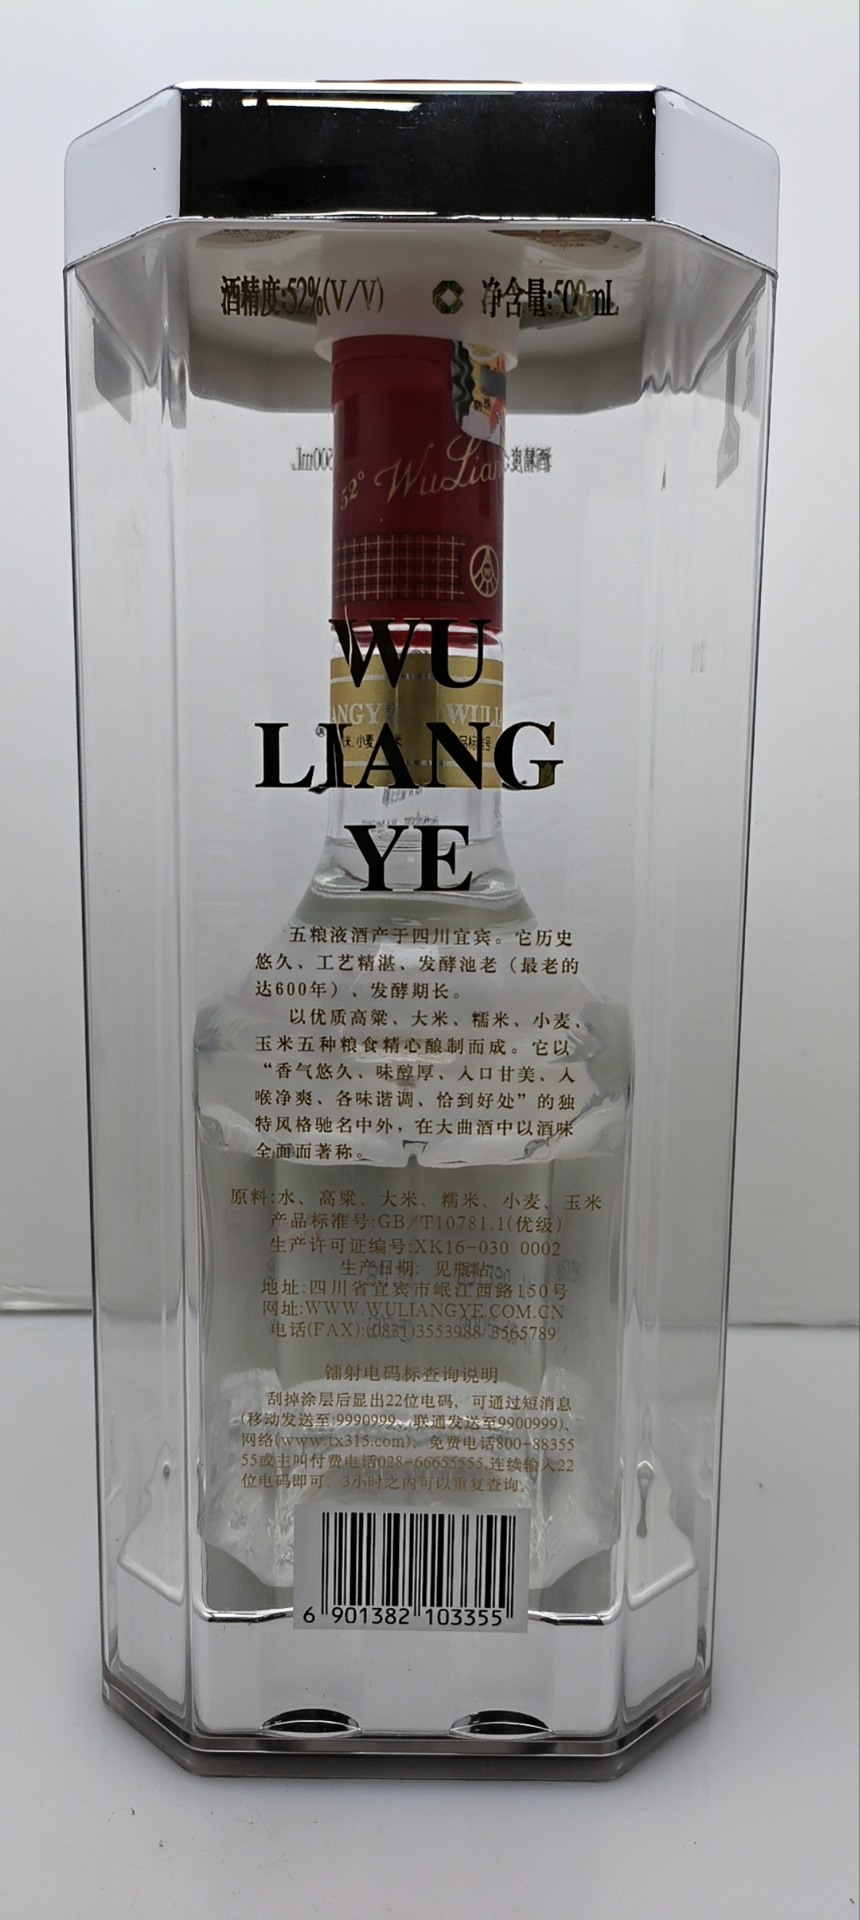 酒精度:52%(V/V) 净含量:500mL
52° WuLian
WU
ANGYE WULIA
LIANG
YE
五粮液酒产于四川宜宾。它历史
悠久、工艺精湛、发酵池老（最老的
达600年）、发酵期长。
以优质高粱、大米、糯米、小麦、
玉米五种粮食精心酿制而成。它以
“香气悠久、味醇厚、入口甘美、入
喉净爽、各味谐调、恰到好处”的独
特风格驰名中外，在大曲酒中以酒味
全面而著称。
原料:水、高粱、大米、糯米、小麦、玉米
产品标准号:GB/T10781.1(优级)
生产许可证编号:XK16-030 0002
生产日期: 见瓶贴
地址:四川省宜宾市岷江西路150号
网址:WWW.WULIANGYE.COM.CN
电话(FAX):(0831)3553988 3565789
镭射电码标查询说明
刮掉涂层后显出22位电码，可通过短消息
(移动发送至:9990999、联通发送至9900999)、
网络(www.tx315.com)、免费电话800-88355
55或主叫付费电话028-66655555,连续输入22
位电码即可，3小时之内可以重复查询。
6 901382 103355